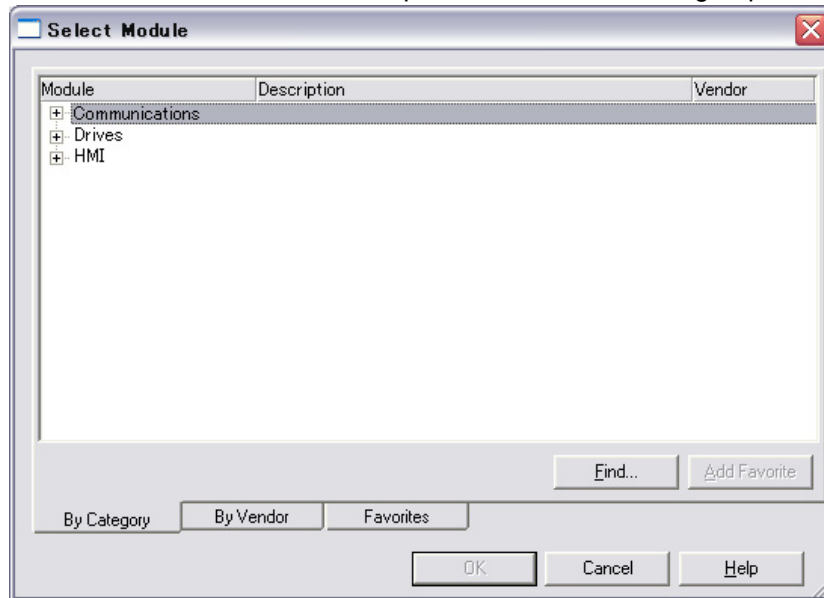 Select Module
Module Description Vendor
Communications
Drives
HMI
Find... Add Favorite
By Category By Vendor Favorites
OK Cancel Help